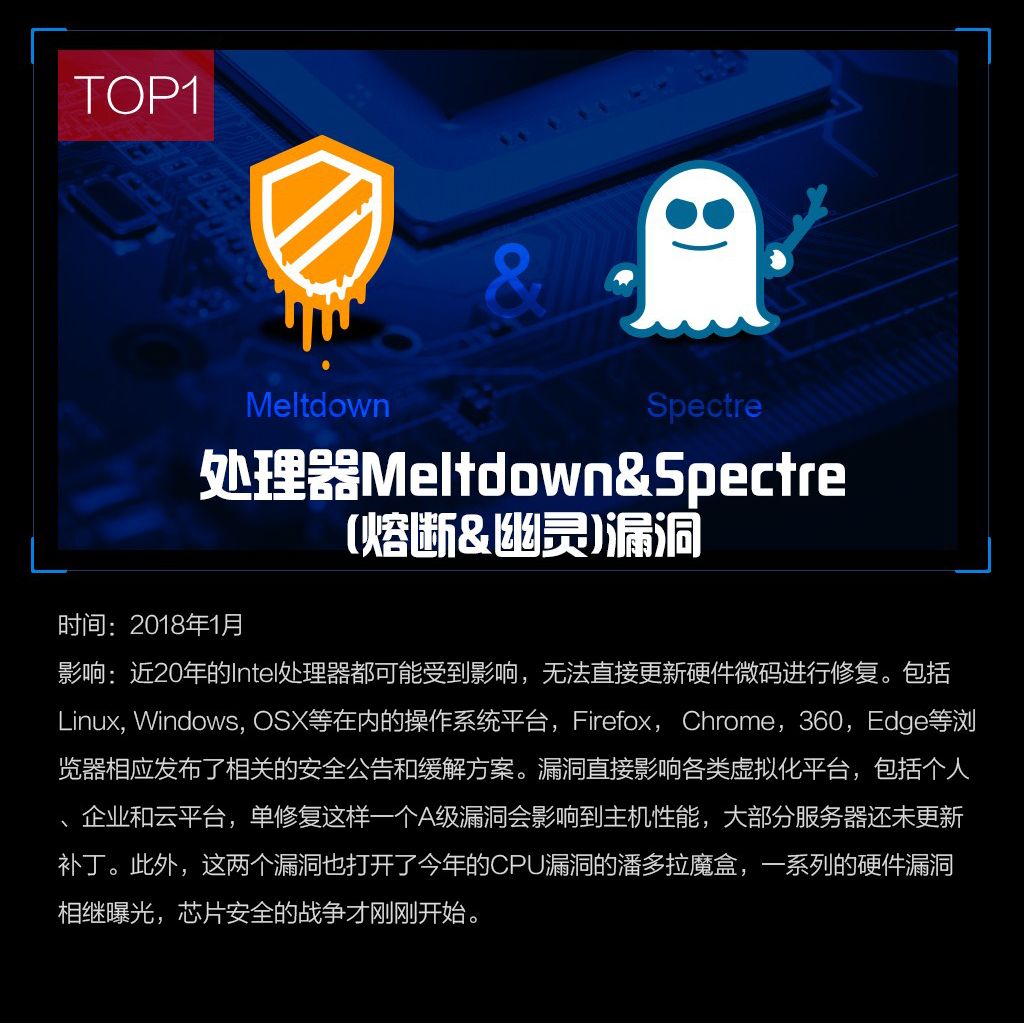 TOP1
&
Meltdown
Spectre
处理器Meltdown&Spectre
(熔断&幽灵)漏洞
时间：2018年1月
影响：近20年的Intel处理器都可能受到影响，无法直接更新硬件微码进行修复。包括
Linux, Windows, OSX等在内的操作系统平台，Firefox， Chrome，360，Edge等浏
览器相应发布了相关的安全公告和缓解方案。漏洞直接影响各类虚拟化平台，包括个人
、企业和云平台，单修复这样一个A级漏洞会影响到主机性能，大部分服务器还未更新
补丁。此外，这两个漏洞也打开了今年的CPU漏洞的潘多拉魔盒，一系列的硬件漏洞
相继曝光，芯片安全的战争才刚刚开始。